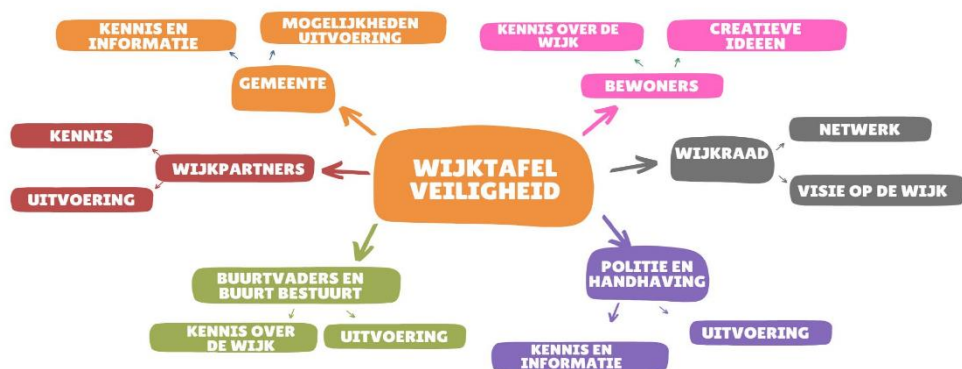 KENNIS EN
INFORMATIE
MOGELIJKHEDEN
UITVOERING
GEMEENTE
KENNIS OVER DE
WIJK
CREATIEVE
IDEEEN
BEWONERS
KENNIS
WIJKPARTNERS
UITVOERING
WIJKTAFEL
VEILIGHEID
WIJKRAAD
NETWERK
VISIE OP DE WIJK
BUURTVADERS EN
BUURT BESTUURT
KENNIS OVER
DE WIJK
UITVOERING
POLITIE EN
HANDHAVING
KENNIS EN
INFORMATIE
UITVOERING